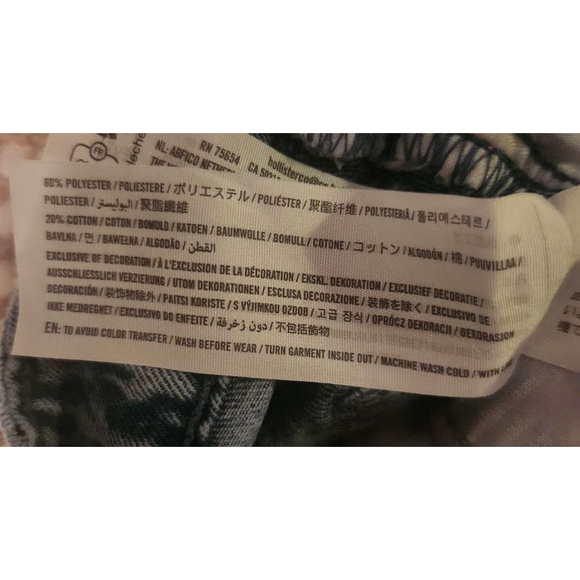 FR
RN 75654
NL: ABFICO
hollisterco
80% POLYESTER / POLIESTERE / ポリエステル / POLIÉSTER / 聚酯纤维 / POLYESTERIÄ / 폴리에스테르 /
POLIESTER / البوليستر / 聚脂纖維
20% COTTON / COTON / BOMULD / KATOEN / BAUMWOLLE / BOMULL / COTONE / コットン / ALGODÓN / 棉 / PUUVILLAA /
BAVLNA / 면 / BAWEŁNA / ALGODÃO / القطن
EXCLUSIVE OF DECORATION / À L'EXCLUSION DE LA DÉCORATION / EKSKL. DEKORATION / EXCLUSIEF DECORATIE /
AUSSCHLIESSLICH VERZIERUNG / UTOM DEKORATIONEN / ESCLUSA DECORAZIONE / 装飾を除く / EXCLUSIVO DE
DECORACIÓN / 装饰物除外 / PAITSI KORISTE / S VÝJIMKOU OZDOB / 고급 장식 / OPRÓCZ DEKORACJI / DEKORASJON
IKKE MEDREGNET / EXCLUSIVO DO ENFEITE / دون زخرفة / 不包括飾物
EN: TO AVOID COLOR TRANSFER / WASH BEFORE WEAR / TURN GARMENT INSIDE OUT / MACHINE WASH COLD / WITH